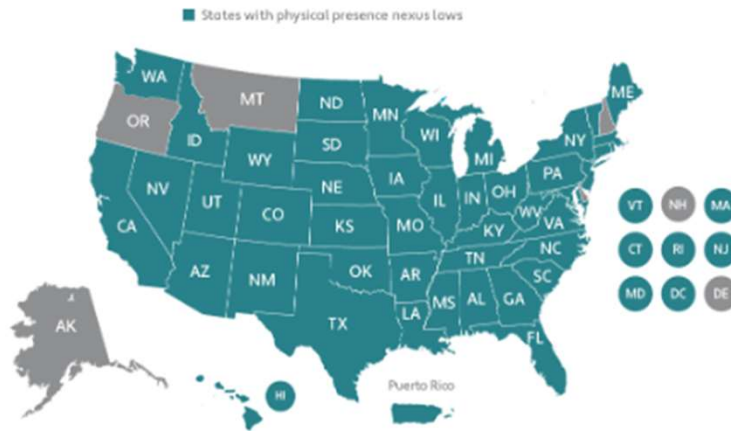 States with physical presence nexus laws
WA
MT
ND
MN
ME
OR
ID
WY
SD
WI
MI
NY
NV
UT
CO
NE
IA
IL
IN
OH
PA
WV
VA
CA
KS
MO
KY
NC
AZ
NM
OK
AR
TN
SC
TX
LA
MS
AL
GA
FL
VT
NH
MA
CT
RI
NJ
MD
DC
DE
AK
HI
Puerto Rico